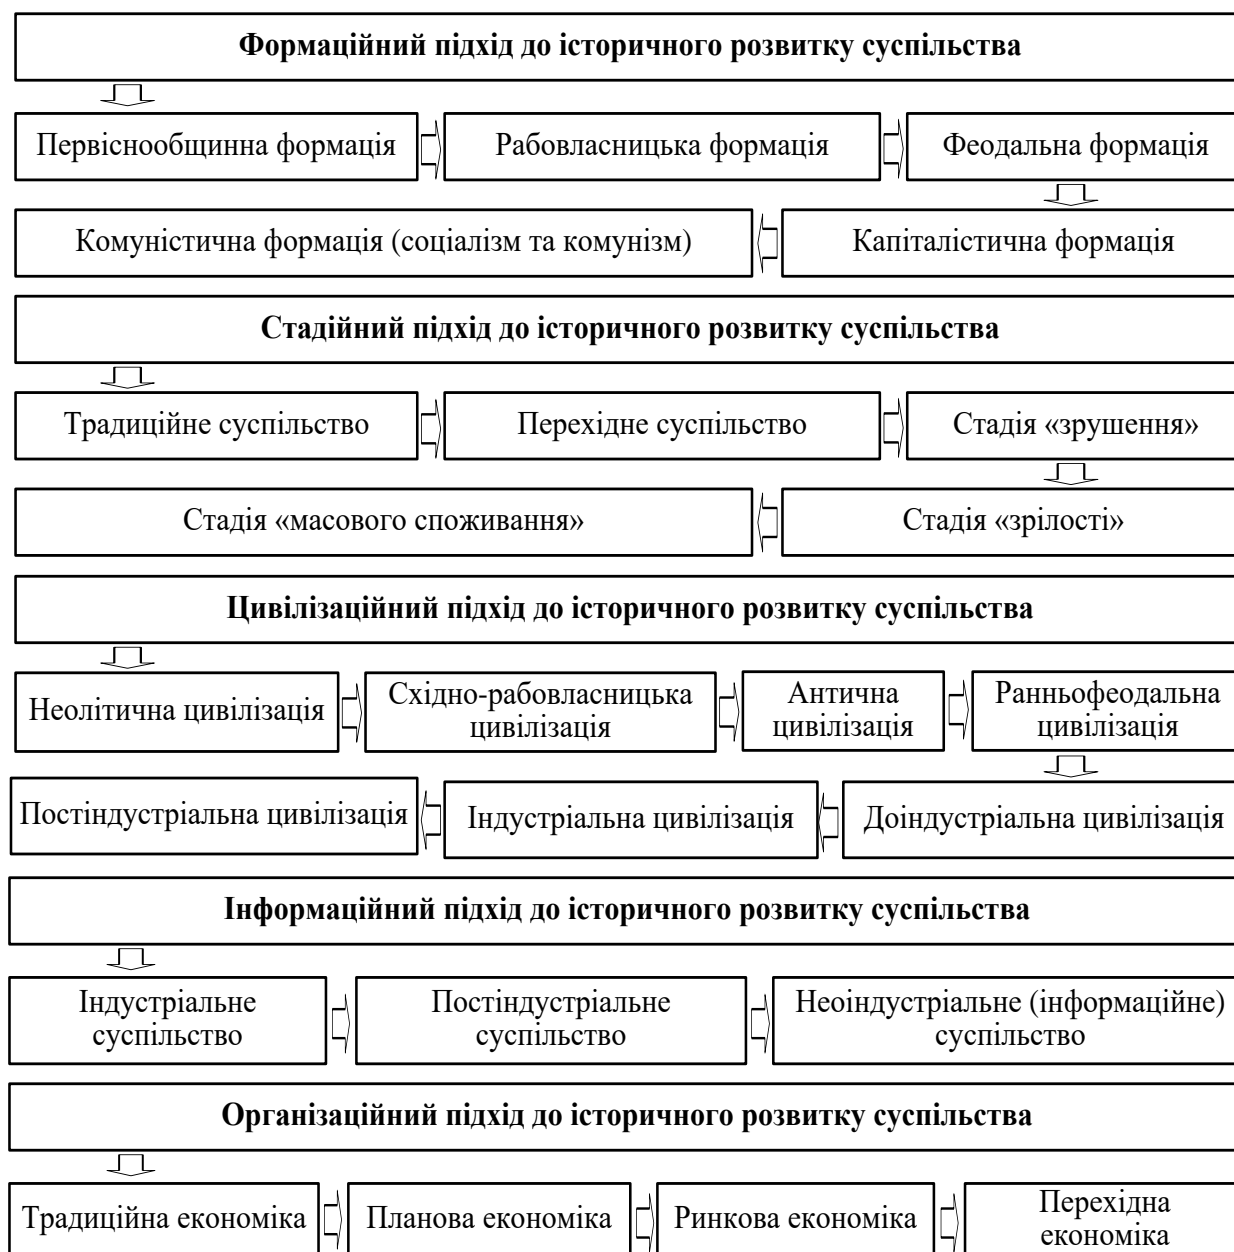 Формаційний підхід до історичного розвитку суспільства
Первіснообщинна формація
Рабовласницька формація
Феодальна формація
Комуністична формація (соціалізм та комунізм)
Капіталістична формація
Стадійний підхід до історичного розвитку суспільства
Традиційне суспільство
Перехідне суспільство
Стадія «зрушення»
Стадія «масового споживання»
Стадія «зрілості»
Цивілізаційний підхід до історичного розвитку суспільства
Неолітична цивілізація
Східно-рабовласницька
цивілізація
Антична
цивілізація
Ранньофеодальна
цивілізація
Постіндустріальна цивілізація
Індустріальна цивілізація
Доіндустріальна цивілізація
Інформаційний підхід до історичного розвитку суспільства
Індустріальне
суспільство
Постіндустріальне
суспільство
Неоіндустріальне (інформаційне)
суспільство
Організаційний підхід до історичного розвитку суспільства
Традиційна економіка
Планова економіка
Ринкова економіка
Перехідна
економіка